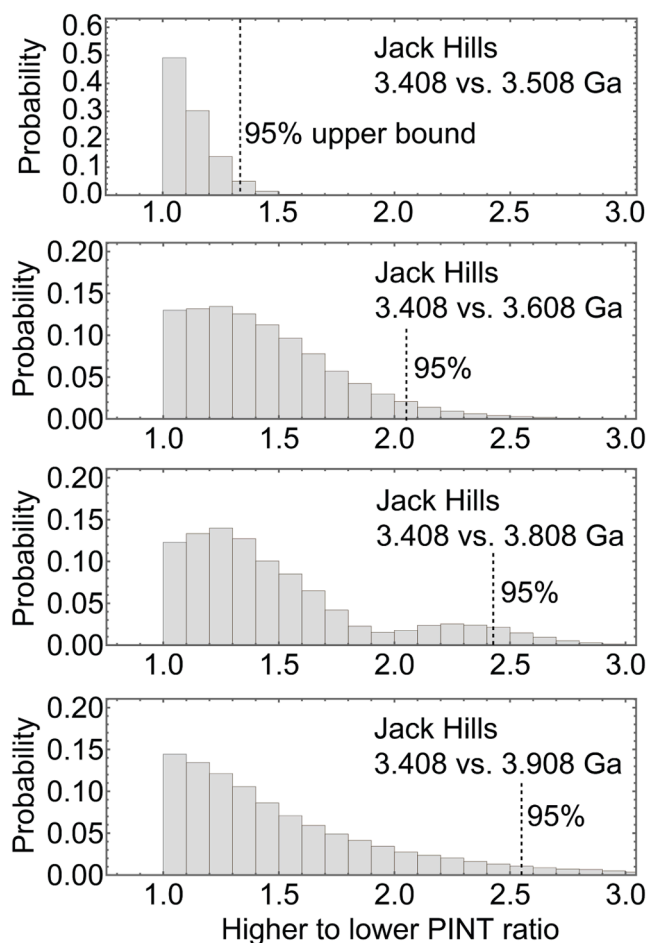 0.6
0.5
0.4
0.3
0.2
0.1
0.0
Probability
Jack Hills
3.408 vs. 3.508 Ga
95% upper bound
1.0 1.5 2.0 2.5 3.0
0.20
0.15
0.10
0.05
0.00
Probability
Jack Hills
3.408 vs. 3.608 Ga
95%
1.0 1.5 2.0 2.5 3.0
0.20
0.15
0.10
0.05
0.00
Probability
Jack Hills
3.408 vs. 3.808 Ga
95%
1.0 1.5 2.0 2.5 3.0
0.20
0.15
0.10
0.05
0.00
Probability
Jack Hills
3.408 vs. 3.908 Ga
95%
1.0 1.5 2.0 2.5 3.0
Higher to lower PINT ratio